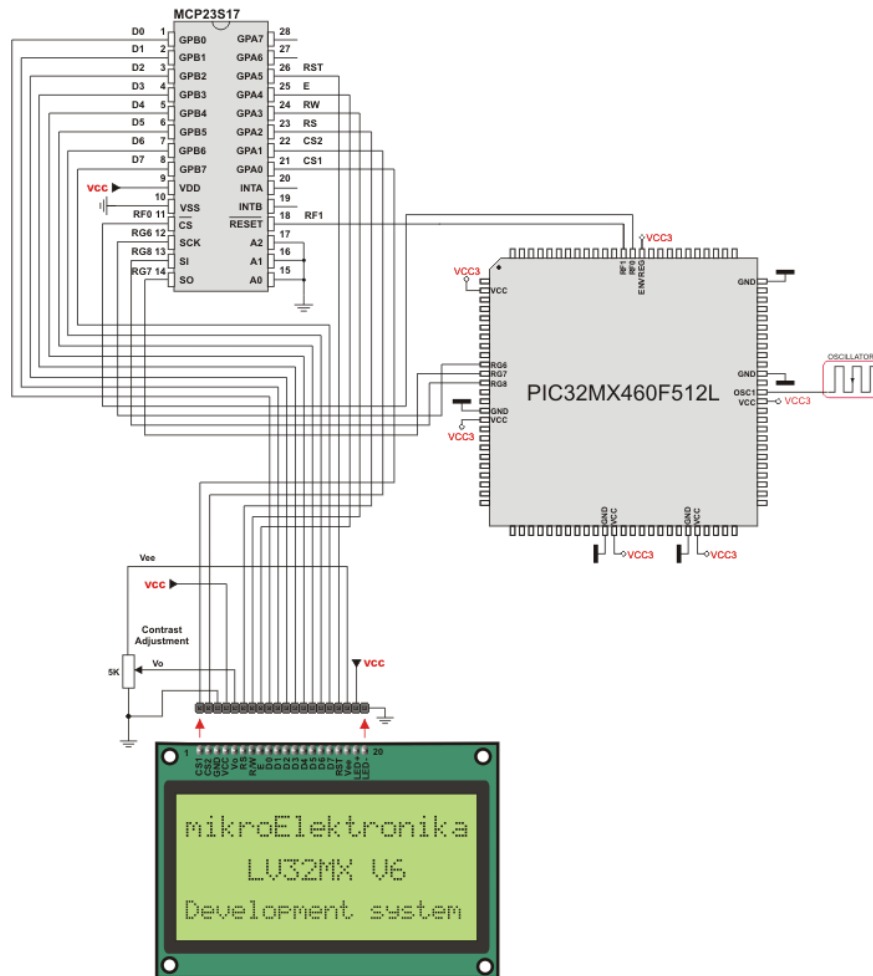 MCP23S17
D0 1 GPB0 GPA7 28
D1 2 GPB1 GPA6 27
D2 3 GPB2 GPA5 26 RST
D3 4 GPB3 GPA4 25 E
D4 5 GPB4 GPA3 24 RW
D5 6 GPB5 GPA2 23 RS
D6 7 GPB6 GPA1 22 CS2
D7 8 GPB7 GPA0 21 CS1
vcc 9 VDD INTA 20
10 VSS INTB 19
RF0 11 CS RESET 18 RF1
RG6 12 SCK A2 17
RG8 13 SI A1 16
RG7 14 SO A0 15
VCC3
RF1
RF0
ENVREG
VCC3
VCC
GND
RG6
RG7
RG8
GND
VCC
VCC3
PIC32MX460F512L
GND
OSC1
VCC
VCC3
OSCILLATOR
GND
VCC
VCC3
GND
VCC
VCC3
Vee
vcc
Contrast
Adjustment
5K
Vo
vcc
1
20
CS1
CS2
GND
VCC
Vo
RS
R/W
E
D0
D1
D2
D3
D4
D5
D6
D7
RST
Vee
LED+
LED-
mikroElektronika
LV32MX V6
Development system